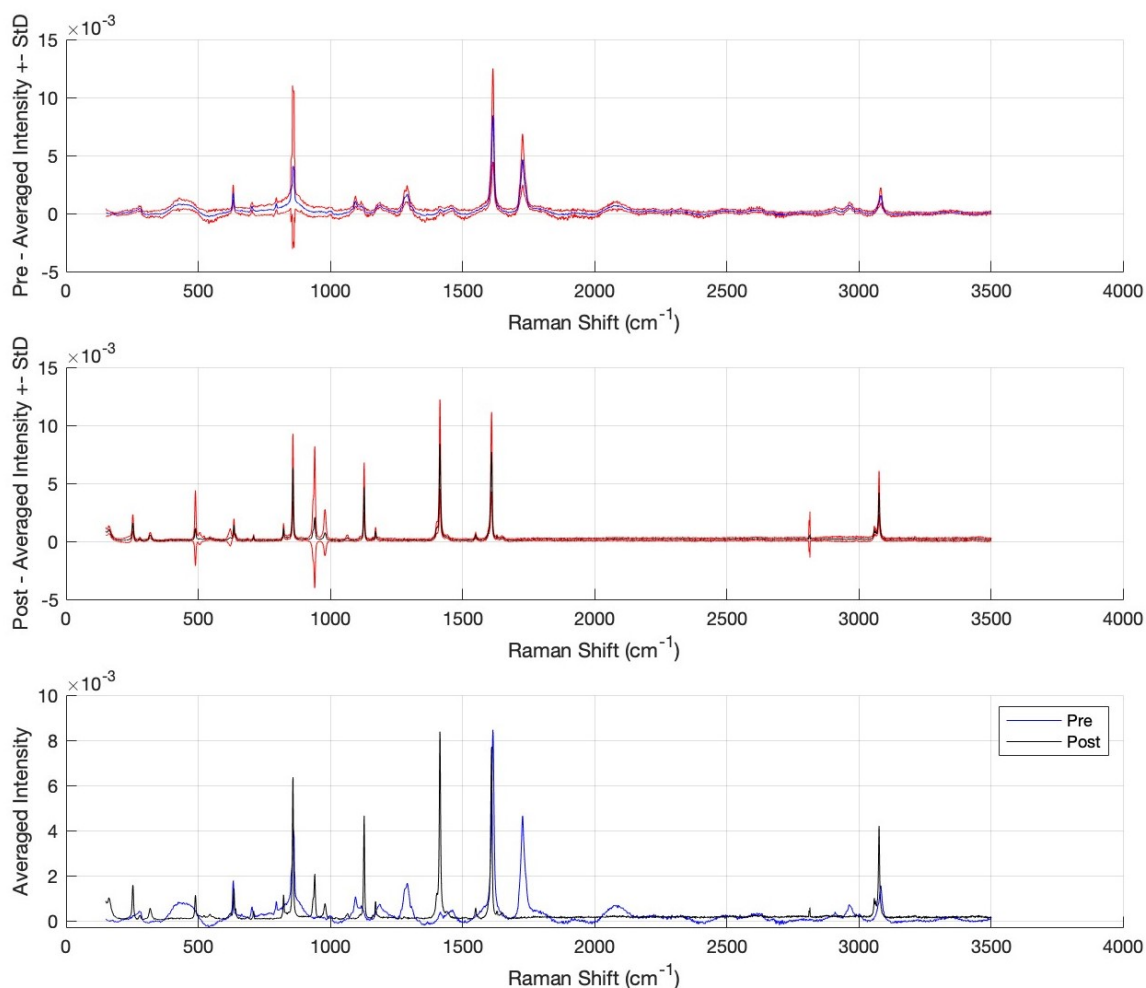 ×10⁻³
15
10
5
0
-5
Pre - Averaged Intensity +- StD
0 500 1000 1500 2000 2500 3000 3500 4000
Raman Shift (cm⁻¹)
×10⁻³
15
10
5
0
-5
Post - Averaged Intensity +- StD
0 500 1000 1500 2000 2500 3000 3500 4000
Raman Shift (cm⁻¹)
×10⁻³
10
8
6
4
2
0
Averaged Intensity
Pre
Post
0 500 1000 1500 2000 2500 3000 3500 4000
Raman Shift (cm⁻¹)